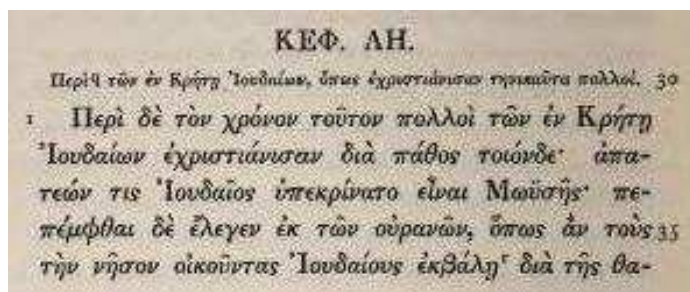 ΚΕΦ. ΛΗ.
Περὶ q τῶν ἐν Κρήτῃ Ἰουδαίων, ὅπως ἐχριστιάνισαν τηνικαῦτα πολλοί. 30
1 Περὶ δὲ τὸν χρόνον τοῦτον πολλοὶ τῶν ἐν Κρήτῃ
Ἰουδαίων ἐχριστιάνισαν διὰ πάθος τοιόνδε· ἀπα-
τεών τις Ἰουδαῖος ὑπεκρίνατο εἶναι Μωϋσῆς· πε-
πέμφθαι δὲ ἔλεγεν ἐκ τῶν οὐρανῶν, ὅπως ἂν τοὺς 35
τὴν νῆσον οἰκοῦντας Ἰουδαίους ἐκβάλῃ r διὰ τῆς θα-